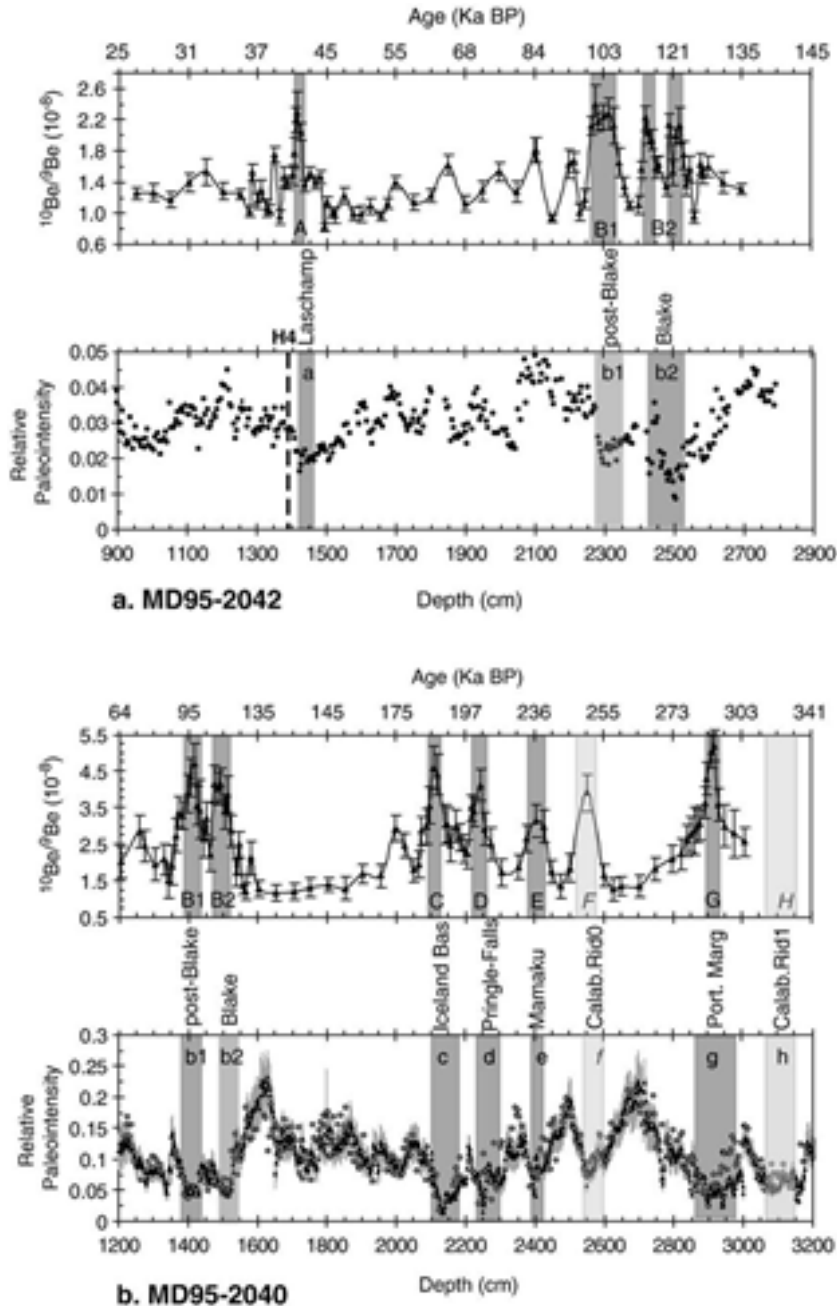 Age (Ka BP)
25 31 37 45 55 68 84 103 121 135 145
¹⁰Be/⁹Be (10⁻⁸)
2.6
2.2
1.8
1.4
1.0
0.6
A B1 B2
Laschamp
post-Blake
Blake
H4
Relative
Paleointensity
0.05
0.04
0.03
0.02
0.01
0
a b1 b2
900 1100 1300 1500 1700 1900 2100 2300 2500 2700 2900
a. MD95-2042
Depth (cm)
Age (Ka BP)
64 95 135 145 175 197 236 255 273 303 341
¹⁰Be/⁹Be (10⁻⁸)
5.5
4.5
3.5
2.5
1.5
0.5
B1 B2 C D E F G H
post-Blake
Blake
Iceland Bas
Pringle-Falls
Mamaku
Calab.Rid0
Port. Marg
Calab.Rid1
Relative
Paleointensity
0.3
0.25
0.2
0.15
0.1
0.05
0
b1 b2 c d e f g h
1200 1400 1600 1800 2000 2200 2400 2600 2800 3000 3200
Depth (cm)
b. MD95-2040